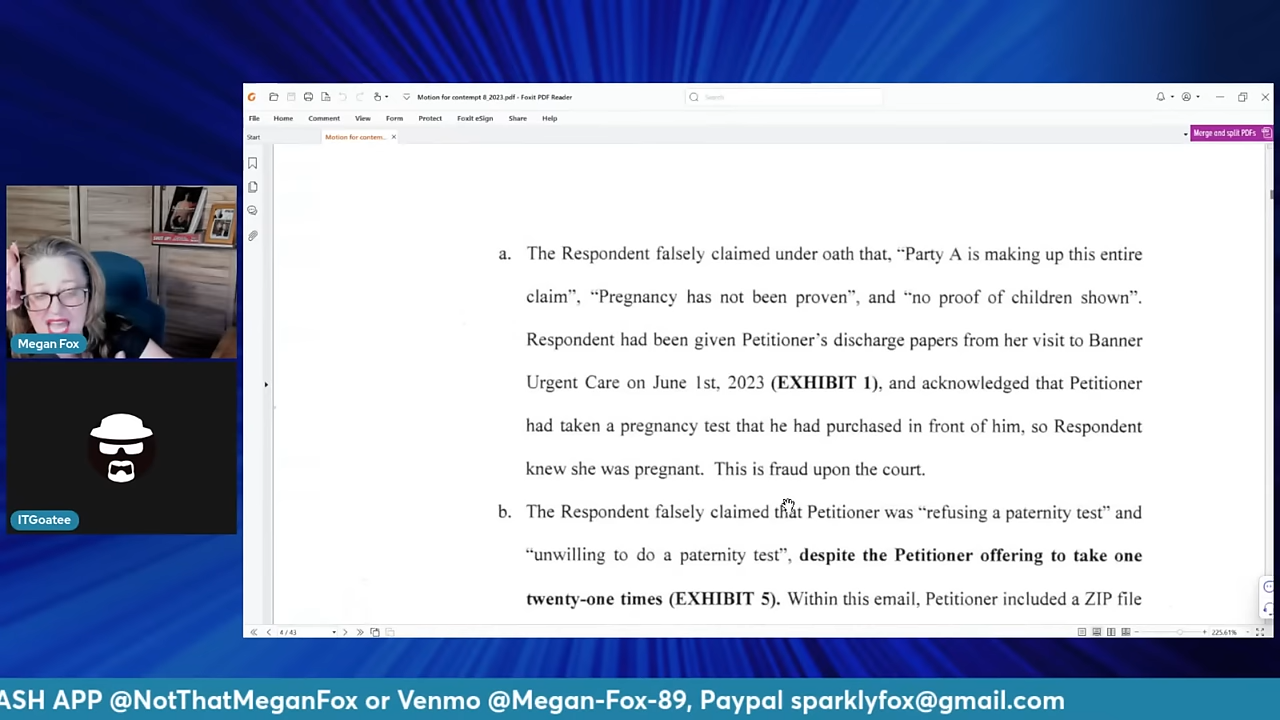 Motion for contempt 8_2023.pdf - Foxit PDF Reader
Search
File Home Comment View Form Protect Foxit eSign Share Help
Start
Motion for contem...
Merge and split PDFs
a. The Respondent falsely claimed under oath that, “Party A is making up this entire
claim”, “Pregnancy has not been proven”, and “no proof of children shown”.
Respondent had been given Petitioner’s discharge papers from her visit to Banner
Urgent Care on June 1st, 2023 (EXHIBIT 1), and acknowledged that Petitioner
had taken a pregnancy test that he had purchased in front of him, so Respondent
knew she was pregnant. This is fraud upon the court.
b. The Respondent falsely claimed that Petitioner was “refusing a paternity test” and
“unwilling to do a paternity test”, despite the Petitioner offering to take one
twenty-one times (EXHIBIT 5). Within this email, Petitioner included a ZIP file
4 / 43
225.61%
Megan Fox
ITGoatee
ASH APP @NotThatMeganFox or Venmo @Megan-Fox-89, Paypal sparklyfox@gmail.com